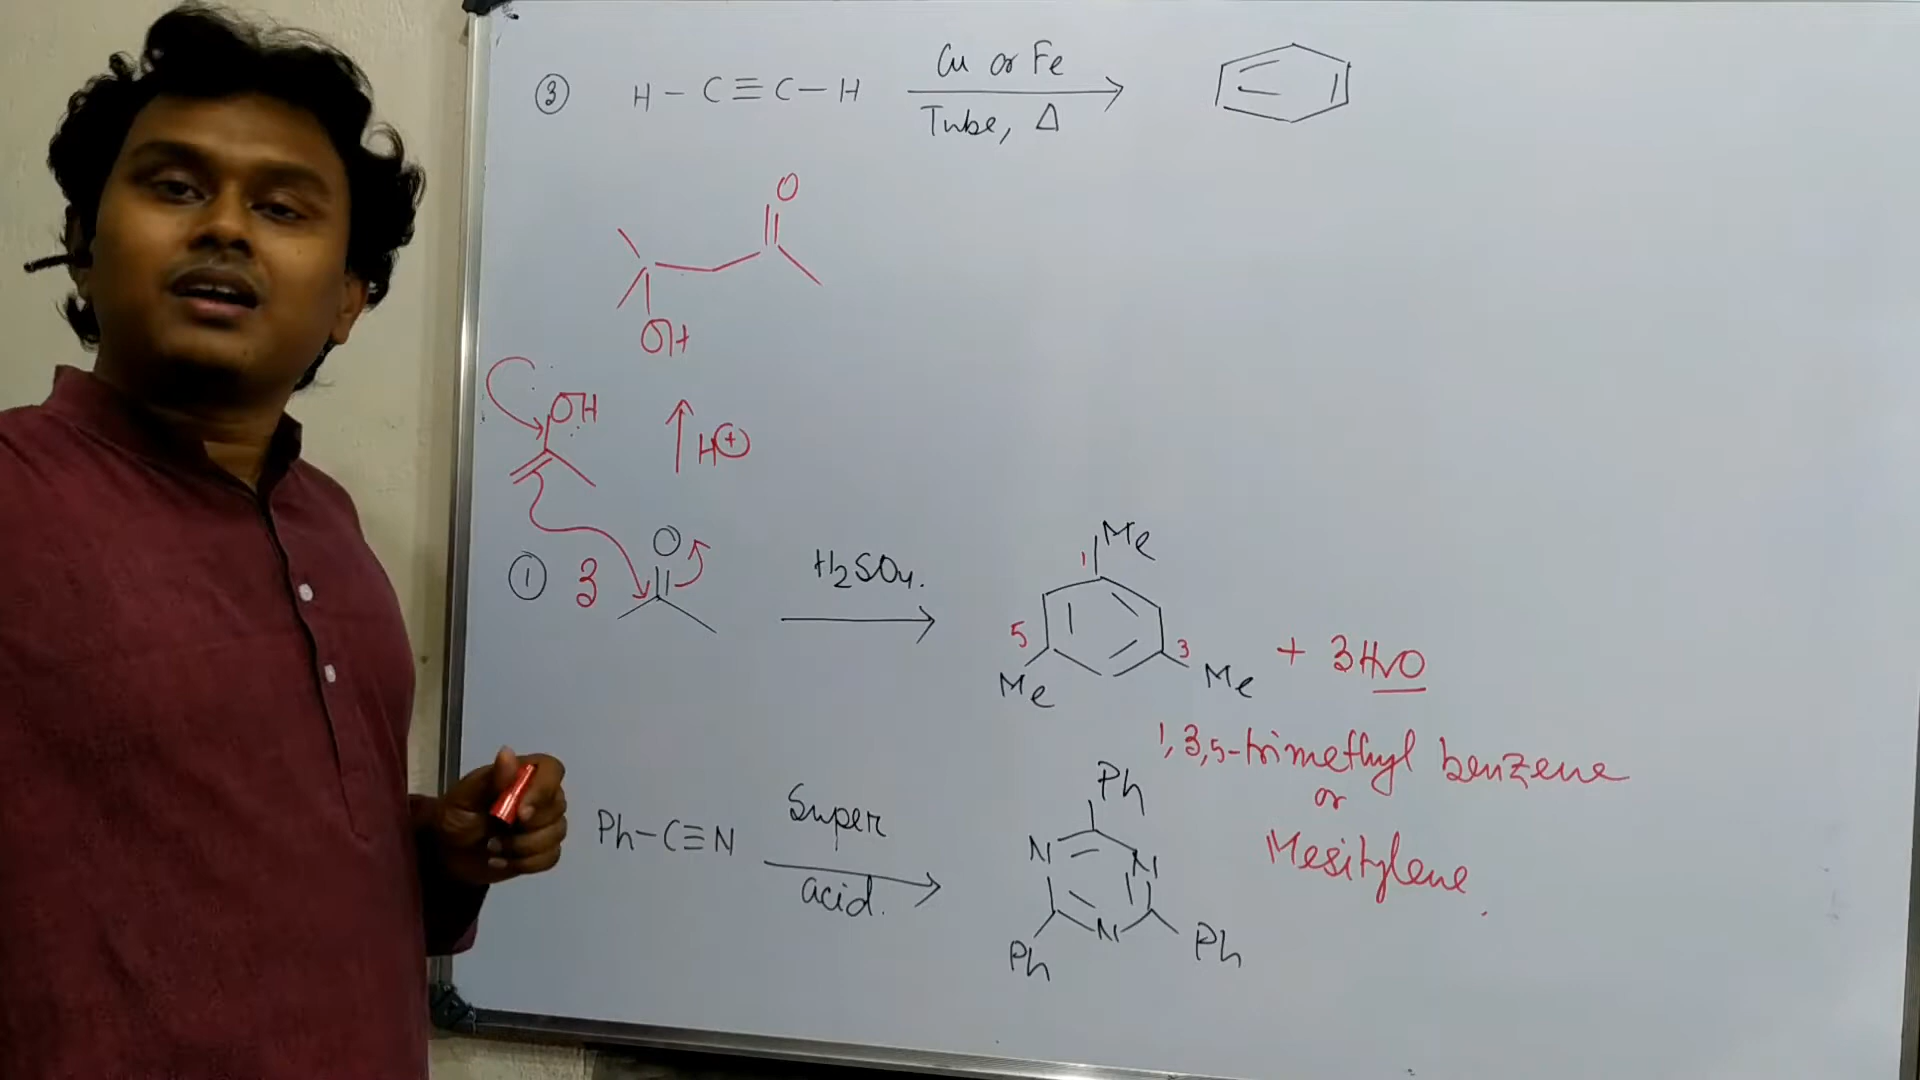 ③ H - C ≡ C - H Cu or Fe
Tube, Δ
O
OH
OH
H⊕
① 3 O H₂SO₄. 1 Me
5 Me 3 Me + 3H₂O
1,3,5-trimethyl benzene
or
Mesitylene.
Ph-C≡N Super
acid.
Ph
N N
N
Ph Ph